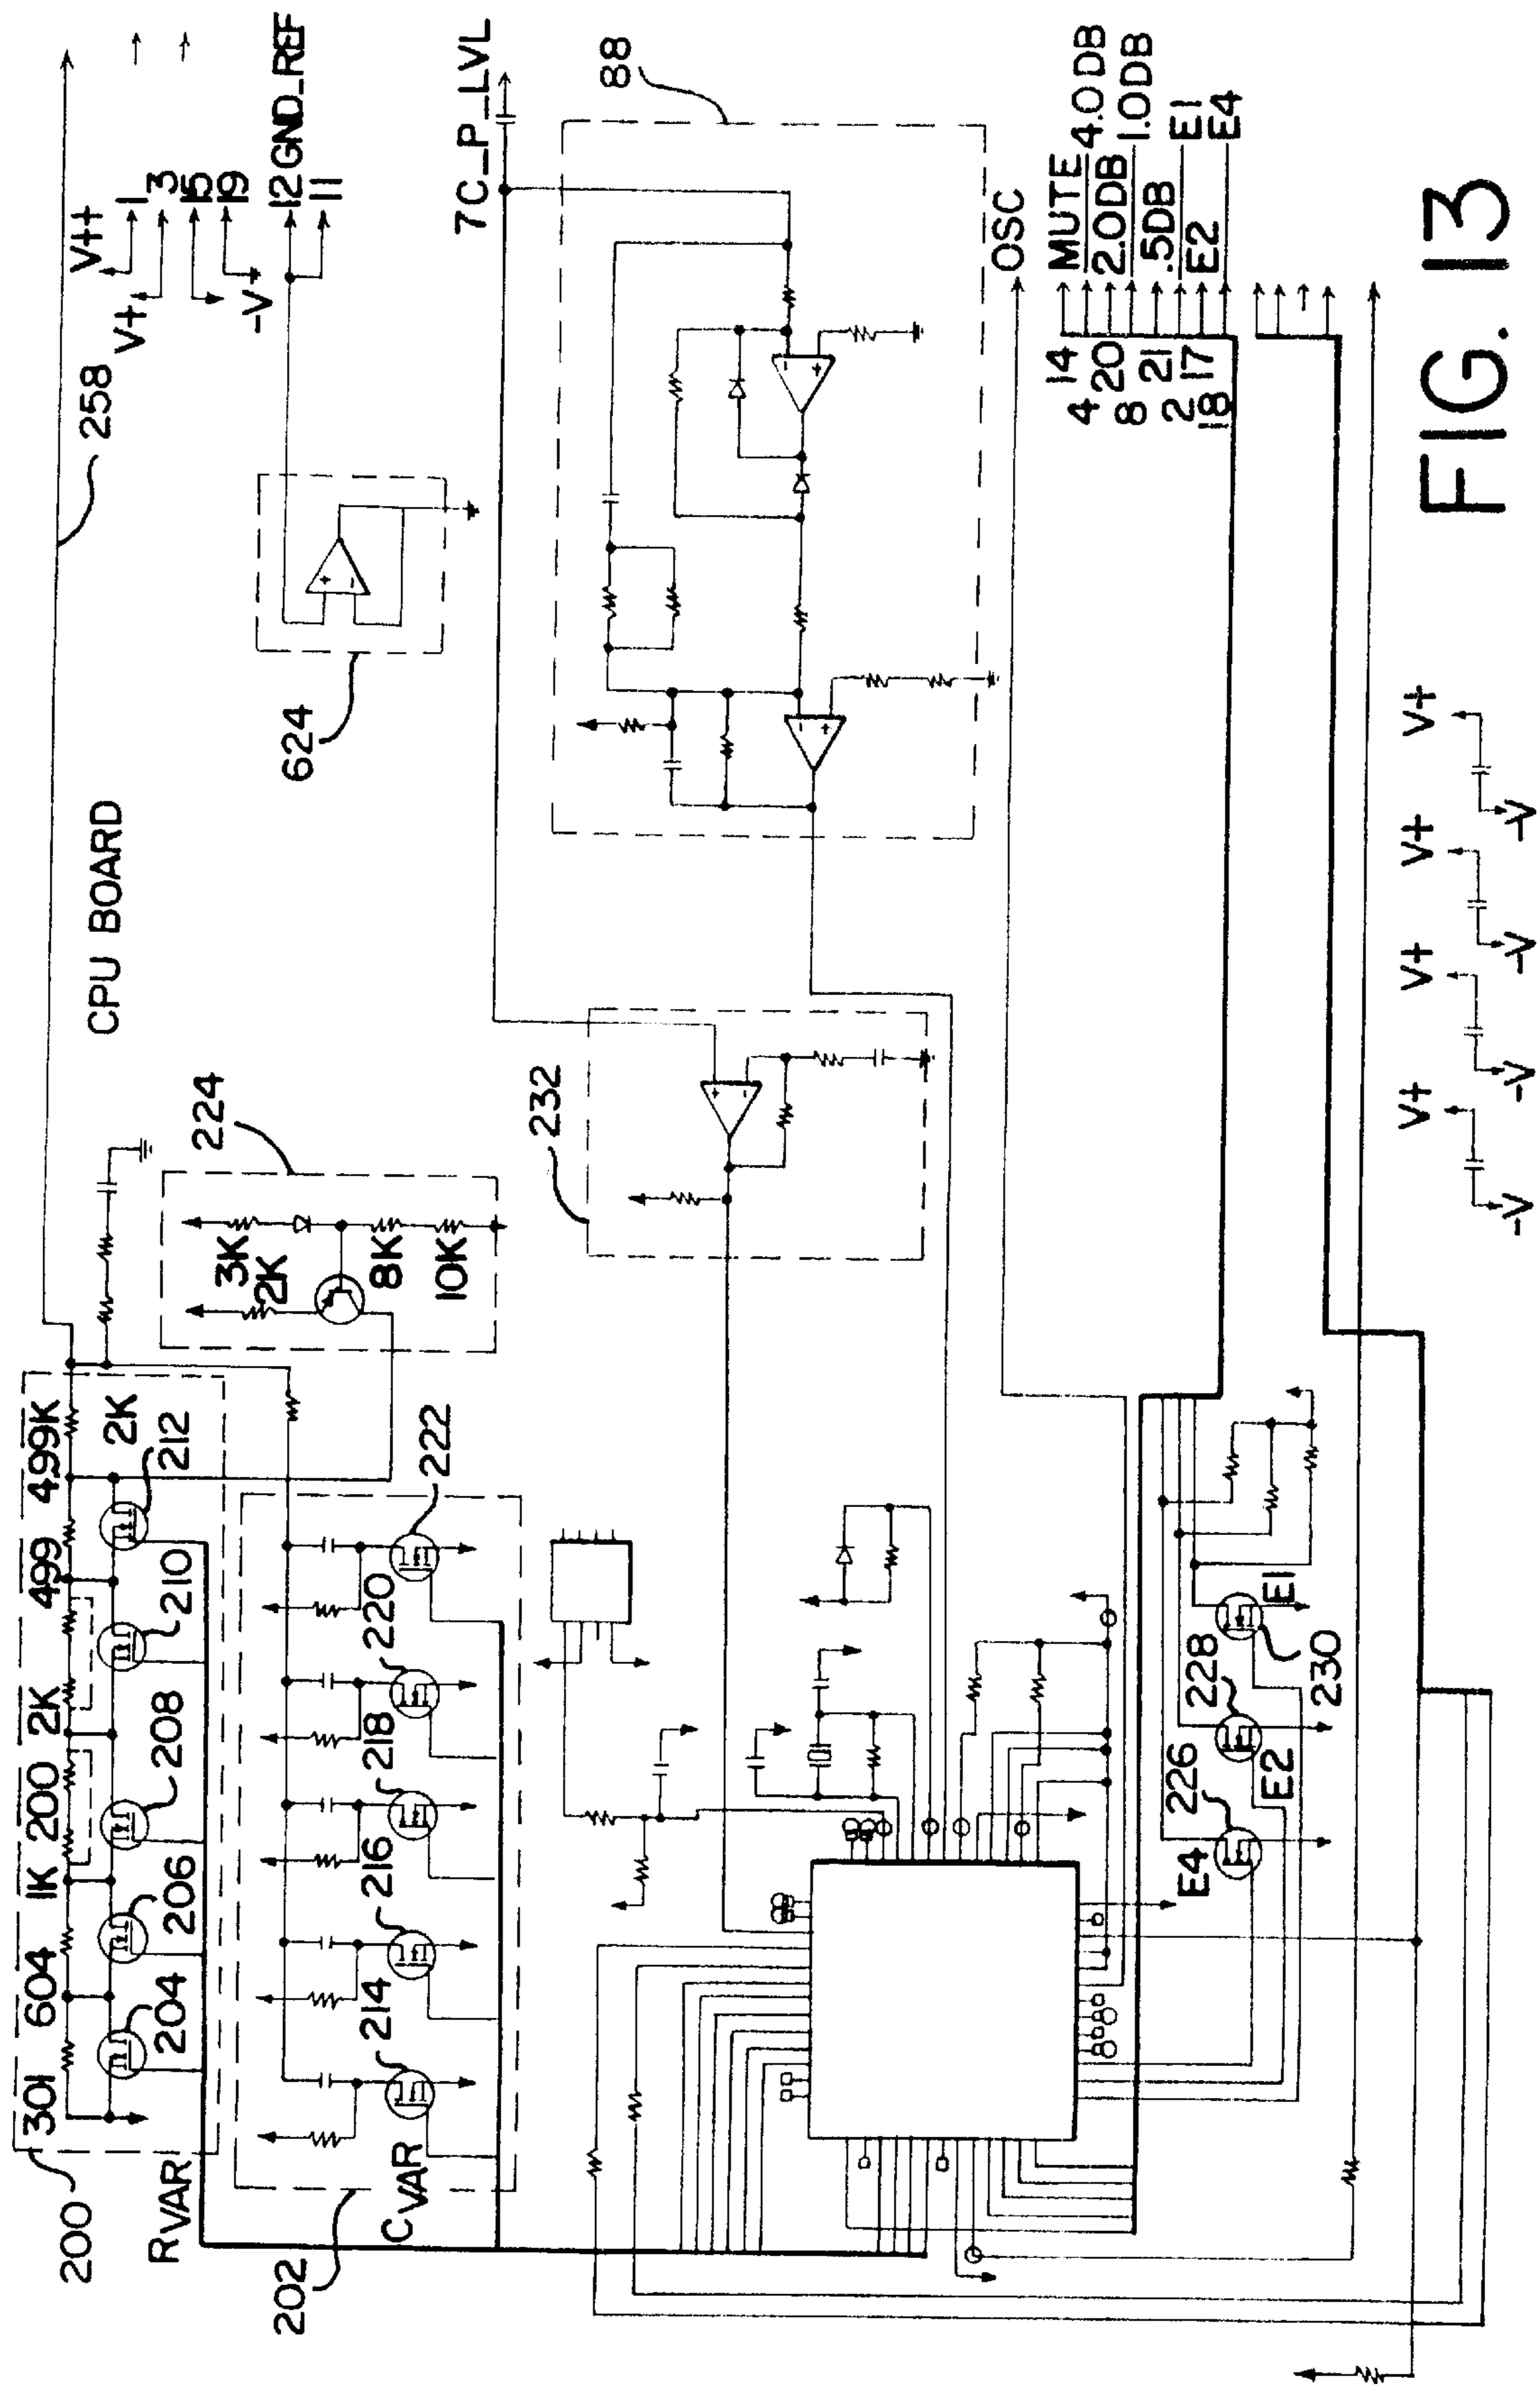 CPU BOARD
200
RVAR
301
604
1K
200
2K
499
499K
204
206
208
210
212
2K
202
CVAR
214
216
218
220
222
224
3K
2K
8K
10K
258
V++
V+
-V
1
3
15
19
12 GND_REF
11
624
7C_P_LVL
232
88
OSC
14 MUTE
4 4.0DB
20 2.0DB
8 1.0DB
21 .5DB
2 E1
17 E2
18 E4
E4
226
E2
228
E1
230
V+
-V
V+
-V
V+
-V
V+
-V
FIG. 13